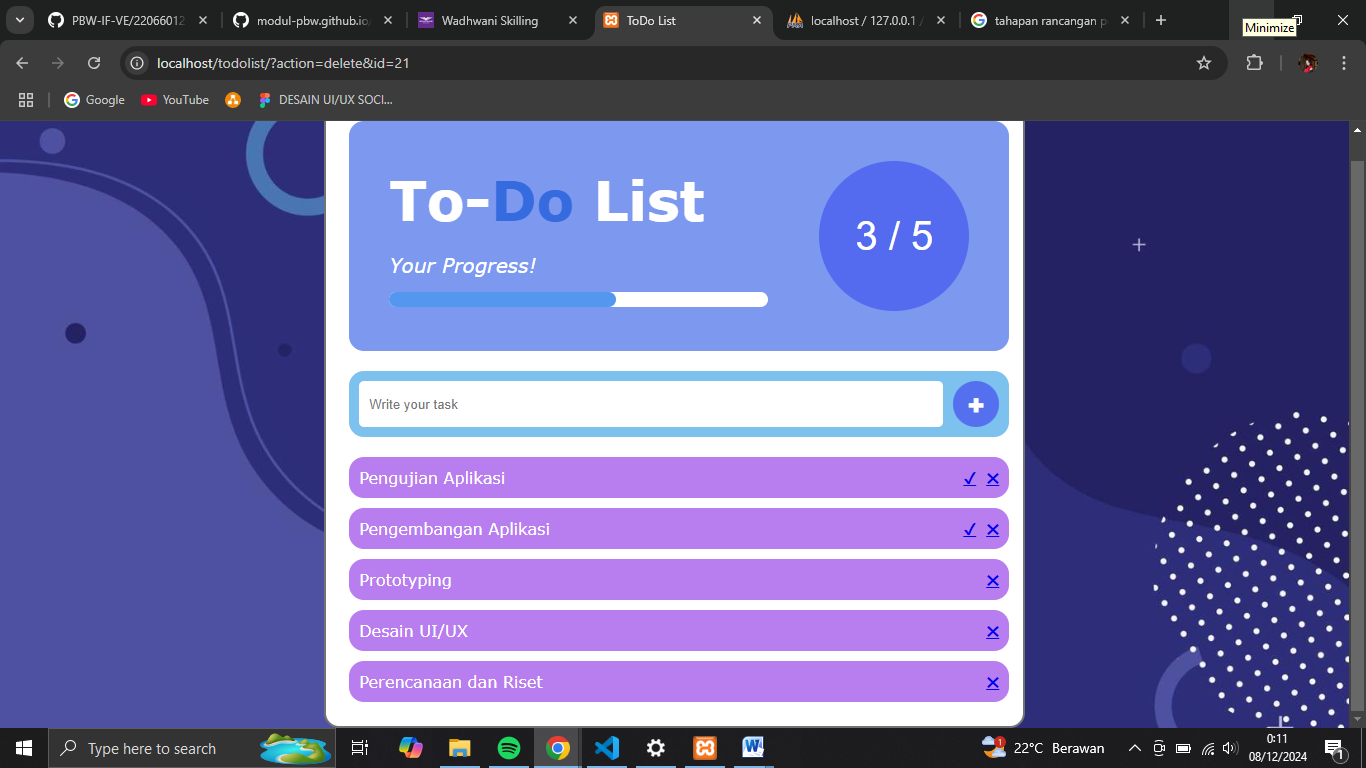 PBW-IF-VE/22066012
modul-pbw.github.io/
Wadhwani Skilling
ToDo List
localhost / 127.0.0.1 /
tahapan rancangan p
Minimize
localhost/todolist/?action=delete&id=21
Google
YouTube
DESAIN UI/UX SOCI...
To-Do List
3 / 5
Your Progress!
Write your task
Pengujian Aplikasi
Pengembangan Aplikasi
Prototyping
Desain UI/UX
Perencanaan dan Riset
Type here to search
1
22°C Berawan
0:11
08/12/2024
1